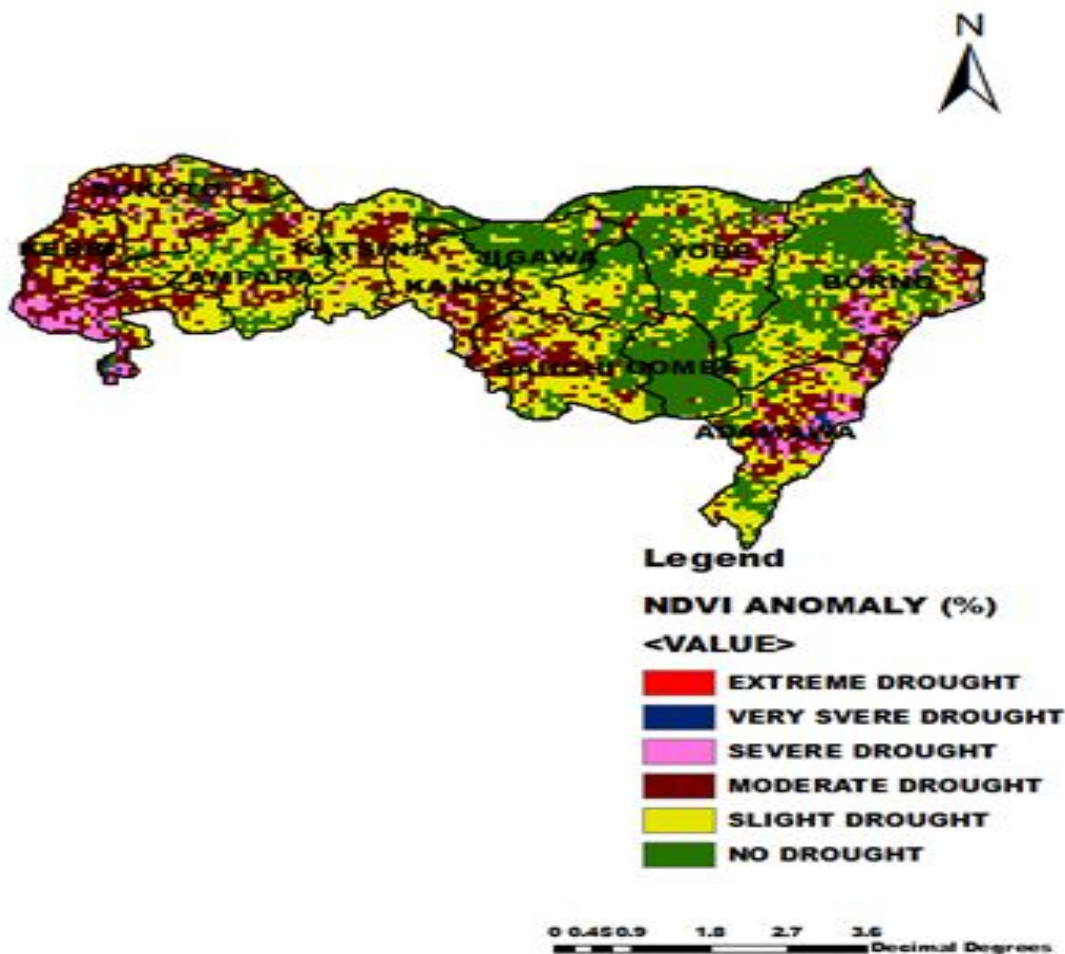 N
SOKOTO
KEBBI
KATSINA
ZAMFARA
KANO
JIGAWA
YOBE
BORNO
BAUCHI
GOMBE
ADAMAWA
Legend
NDVI ANOMALY (%)
<VALUE>
EXTREME DROUGHT
VERY SVERE DROUGHT
SEVERE DROUGHT
MODERATE DROUGHT
SLIGHT DROUGHT
NO DROUGHT
0 0.45 0.9 1.8 2.7 3.6
Decimal Degrees